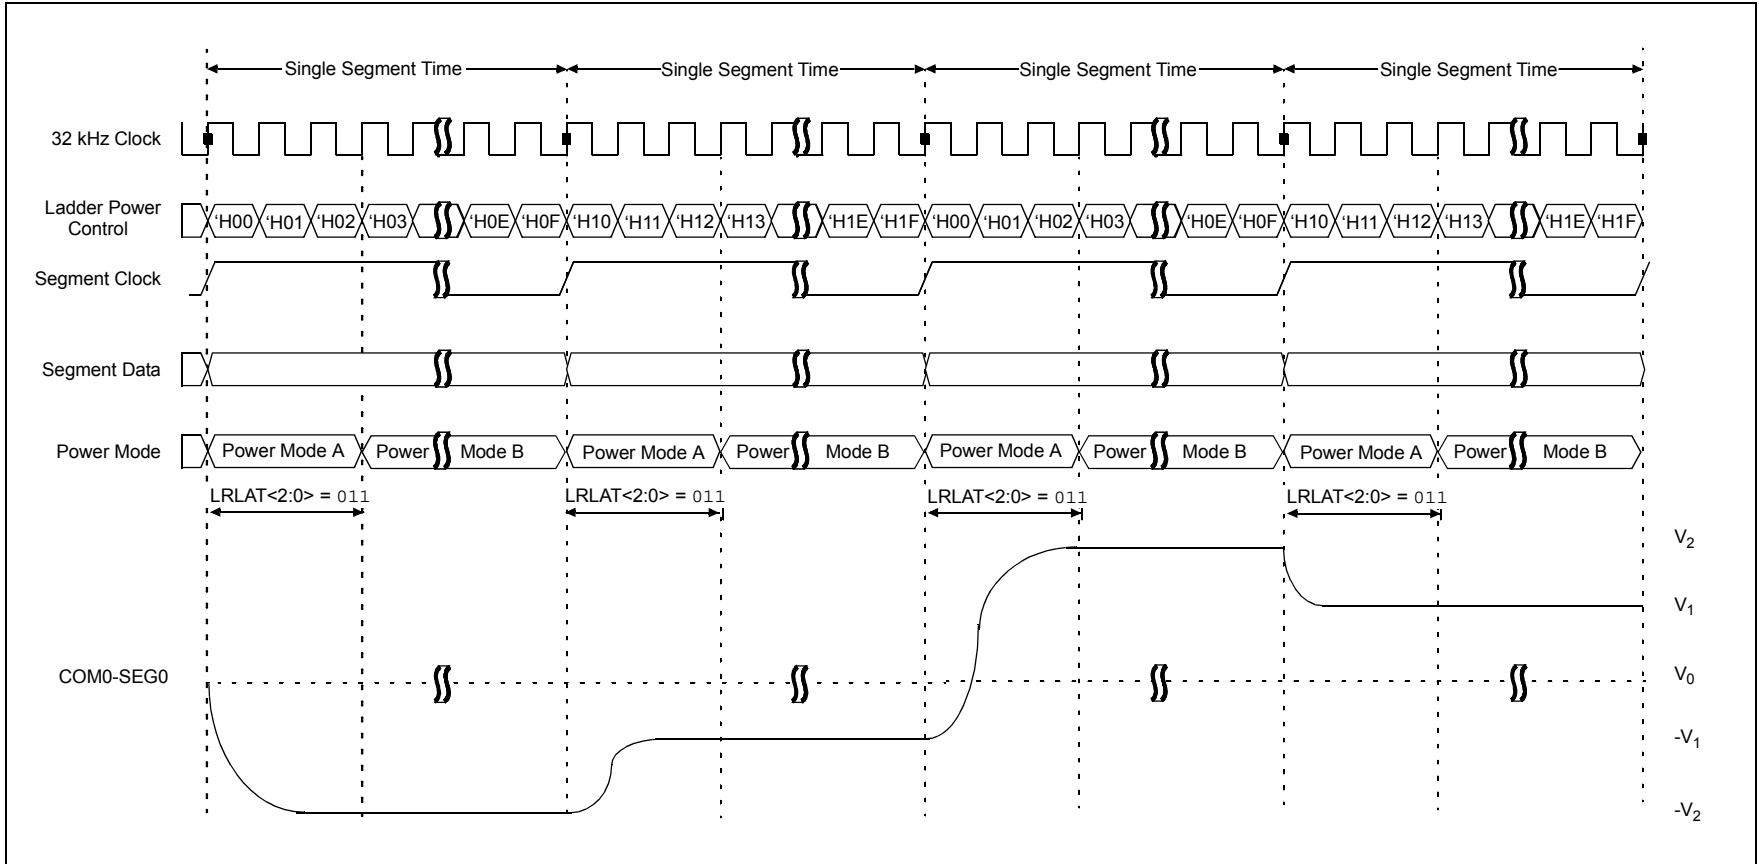 Single Segment Time Single Segment Time Single Segment Time Single Segment Time
32 kHz Clock
Ladder Power
Control
‘H00 ‘H01 ‘H02 ‘H03 ‘H0E ‘H0F ‘H10 ‘H11 ‘H12 ‘H13 ‘H1E ‘H1F ‘H00 ‘H01 ‘H02 ‘H03 ‘H0E ‘H0F ‘H10 ‘H11 ‘H12 ‘H13 ‘H1E ‘H1F
Segment Clock
Segment Data
Power Mode Power Mode A Power Mode B Power Mode A Power Mode B Power Mode A Power Mode B Power Mode A Power Mode B
LRLAT<2:0> = 011 LRLAT<2:0> = 011 LRLAT<2:0> = 011 LRLAT<2:0> = 011
V2
V1
COM0-SEG0 V0
-V1
-V2